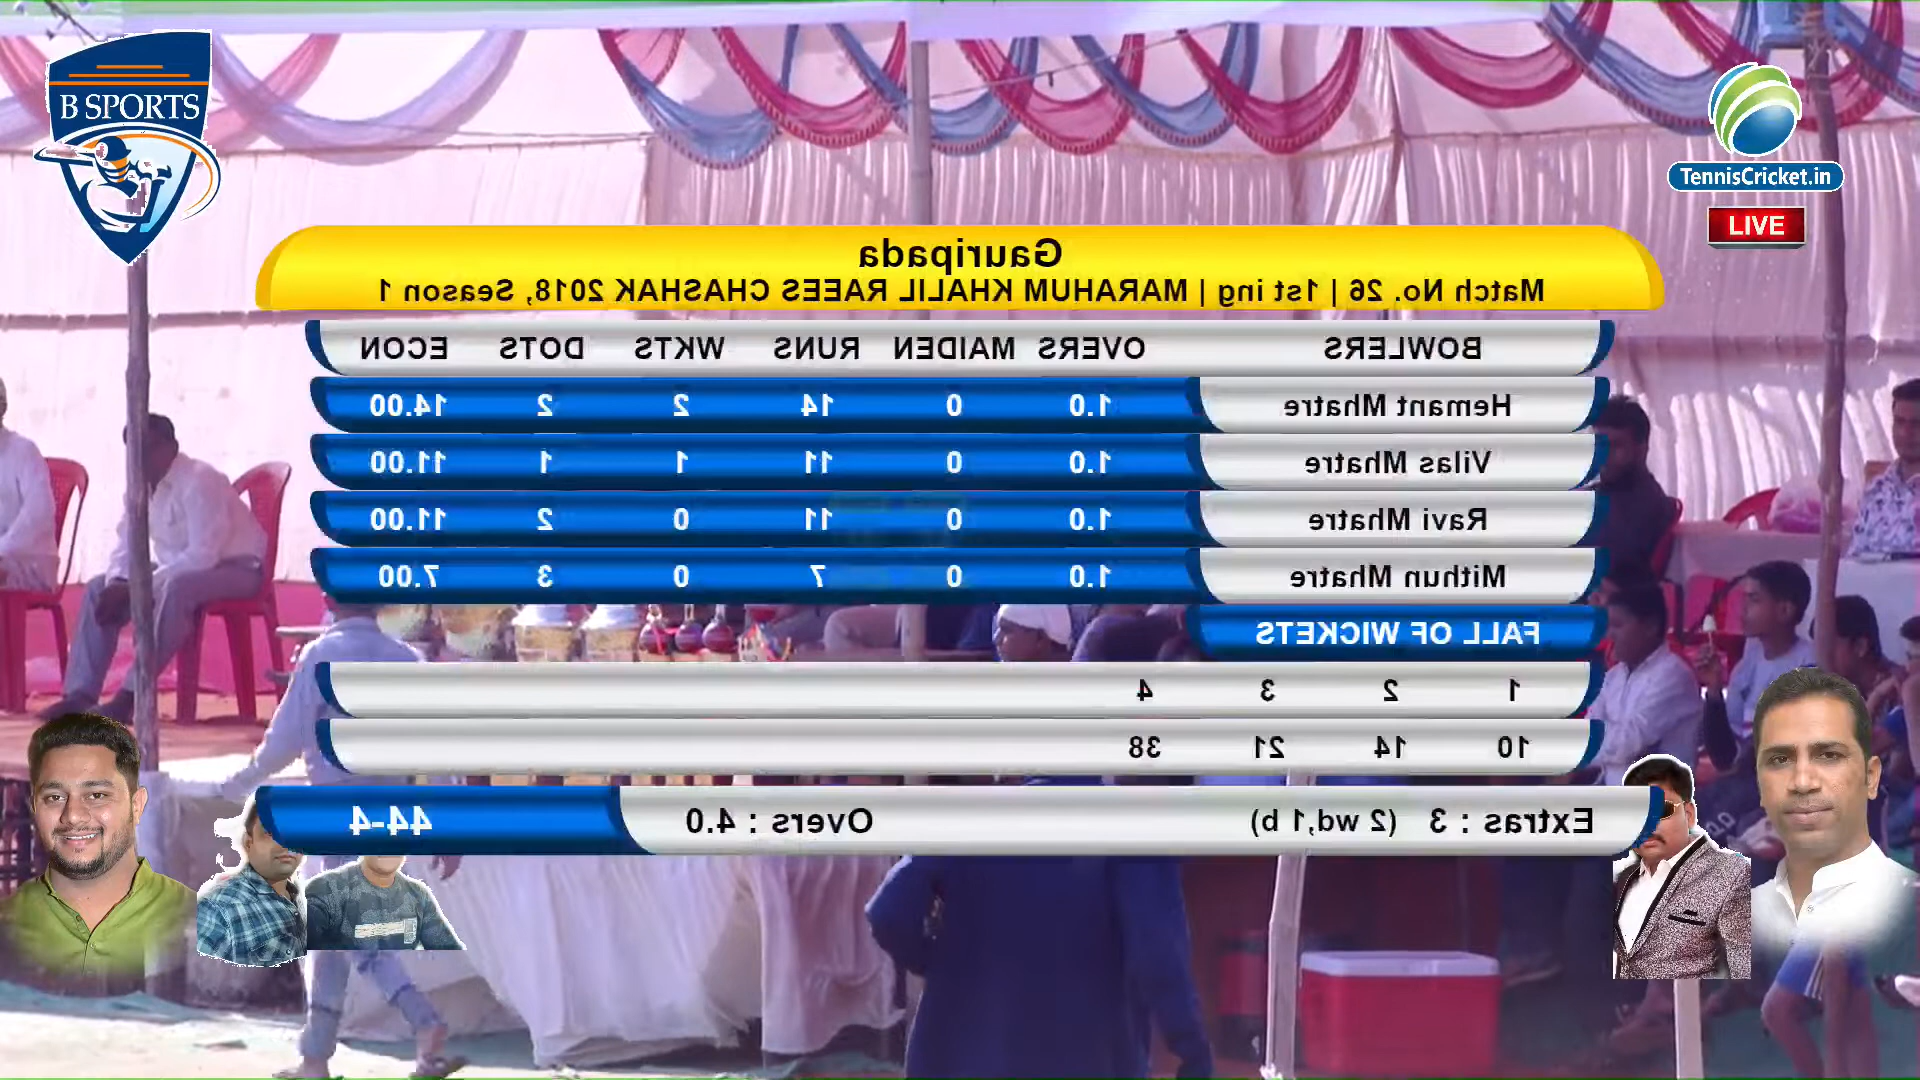 B SPORTS
TennisCricket.in
LIVE
Gauripada
Match No. 26 | 1st ing | MARAHUM KHALIL RAEES CHASHAK 2018, Season 1
BOWLERS OVERS MAIDEN RUNS WKTS DOTS ECON
Hemant Mhatre 1.0 0 14 2 2 14.00
Vilas Mhatre 1.0 0 11 1 1 11.00
Ravi Mhatre 1.0 0 11 0 2 11.00
Mithun Mhatre 1.0 0 7 0 3 7.00
FALL OF WICKETS
1 2 3 4
10 14 21 38
Extras : 3 (2 wd,1 b) Overs : 4.0 44-4